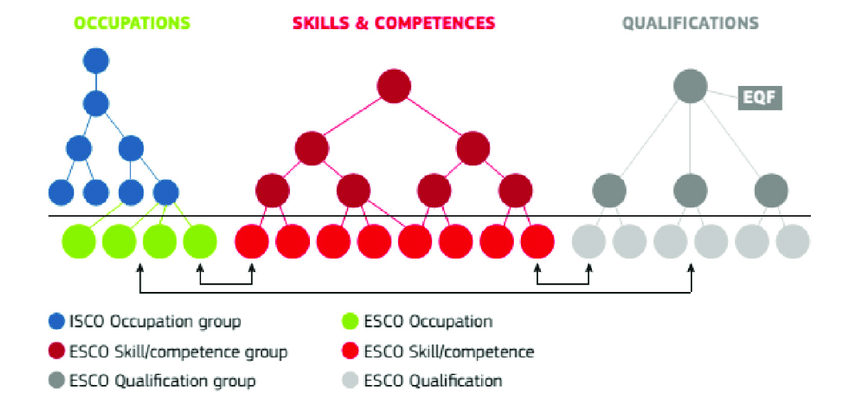 OCCUPATIONS
SKILLS & COMPETENCES
QUALIFICATIONS
EQF
ISCO Occupation group
ESCO Occupation
ESCO Skill/competence group
ESCO Skill/competence
ESCO Qualification group
ESCO Qualification